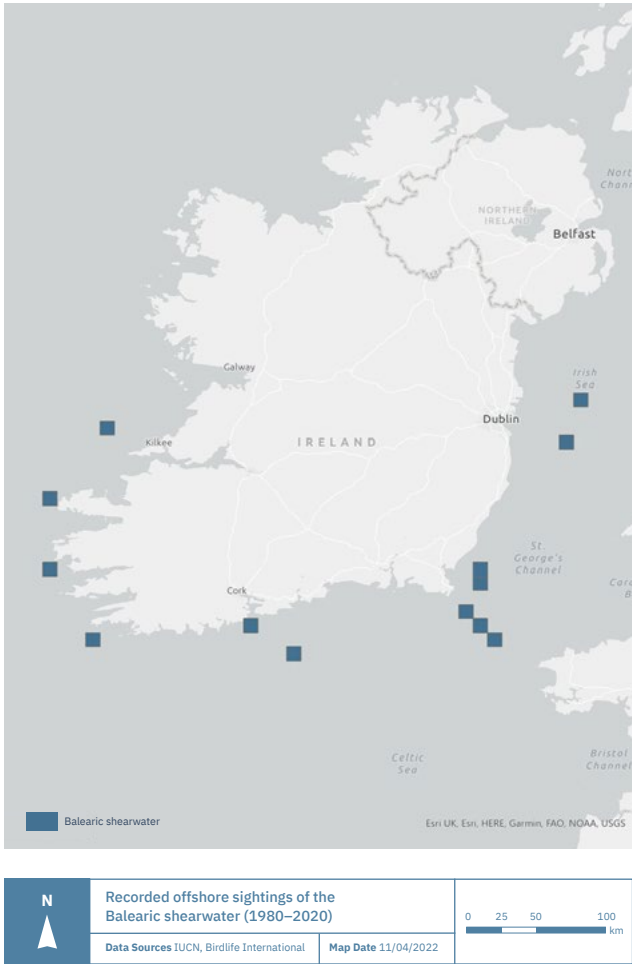 Nort
Chann
NORTHERN
IRELAND
Belfast
Galway
Irish
Sea
Dublin
Kilkee
IRELAND
St.
George's
Channel
Cork
Celtic
Sea
Bristol
Channel
Balearic shearwater
Esri UK, Esri, HERE, Garmin, FAO, NOAA, USGS
N
Recorded offshore sightings of the
Balearic shearwater (1980–2020)
0 25 50 100
km
Data Sources IUCN, Birdlife International
Map Date 11/04/2022